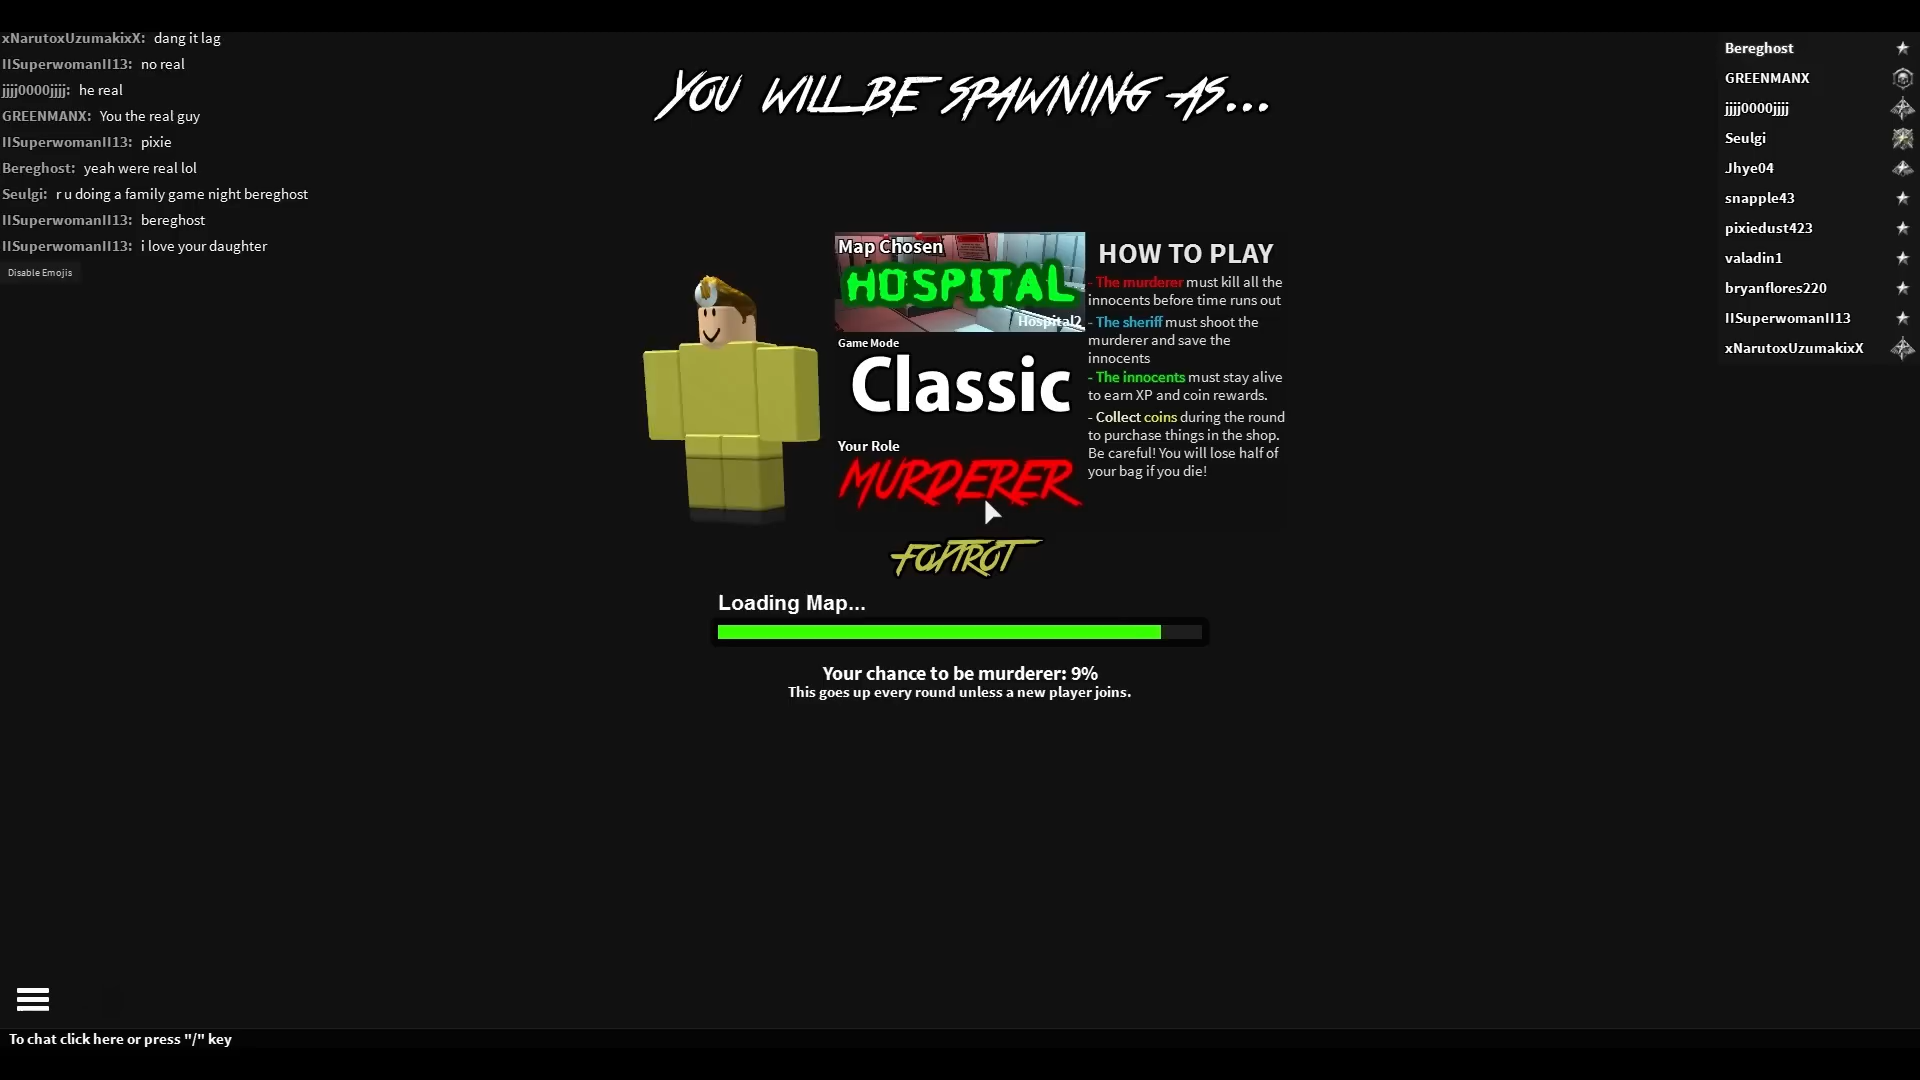 xNarutoxUzumakixX: dang it lag
IISuperwomanII13: no real
jjjj0000jjjj: he real
GREENMANX: You the real guy
IISuperwomanII13: pixie
Bereghost: yeah were real lol
Seulgi: r u doing a family game night bereghost
IISuperwomanII13: bereghost
IISuperwomanII13: i love your daughter
Disable Emojis
YOU WILL BE SPAWNING AS...
Map Chosen
HOSPITAL
Hospital2
Game Mode
Classic
Your Role
MURDERER
HOW TO PLAY
- The murderer must kill all the
innocents before time runs out
- The sheriff must shoot the
murderer and save the
innocents
- The innocents must stay alive
to earn XP and coin rewards.
- Collect coins during the round
to purchase things in the shop.
Be careful! You will lose half of
your bag if you die!
FOXTROT
Loading Map...
Your chance to be murderer: 9%
This goes up every round unless a new player joins.
Bereghost
GREENMANX
jjjj0000jjjj
Seulgi
Jhye04
snapple43
pixiedust423
valadin1
bryanflores220
IISuperwomanII13
xNarutoxUzumakixX
To chat click here or press "/" key